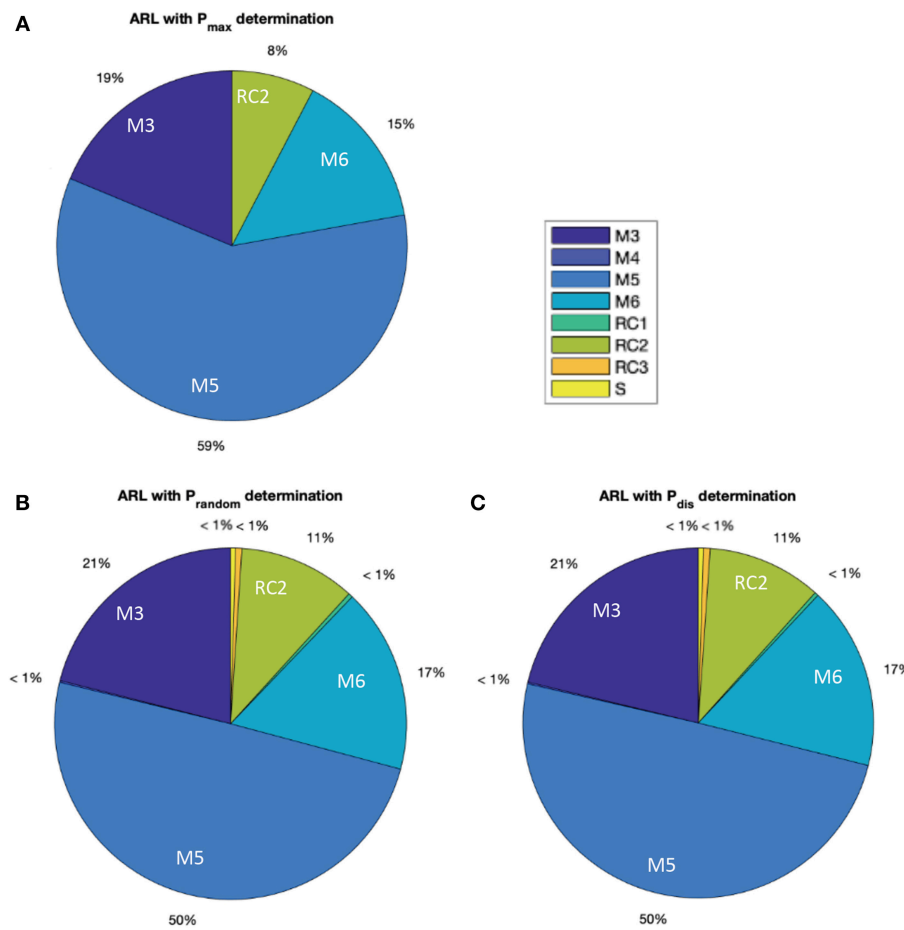 A
ARL with Pmax determination
8%
19%
RC2
M3
15%
M6
M5
59%
M3
M4
M5
M6
RC1
RC2
RC3
S
B
ARL with Prandom determination
< 1% < 1%
11%
21%
< 1%
RC2
M3
M6
17%
< 1%
M5
50%
C
ARL with Pdis determination
< 1% < 1%
11%
21%
< 1%
RC2
M3
M6
17%
< 1%
M5
50%